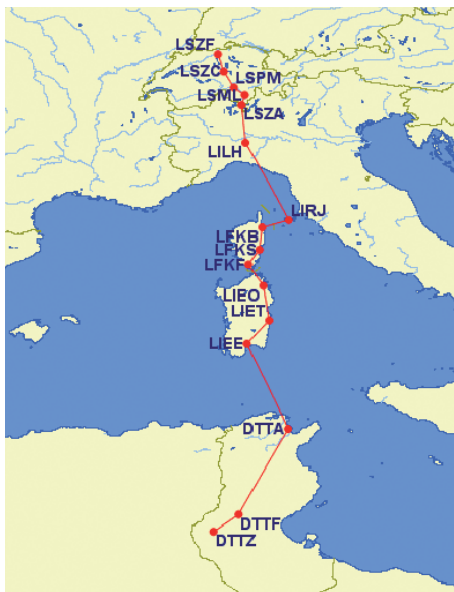 LSZF
LSZC
LSPM
LSML
LSZA
LILH
LIRJ
LFKB
LFKS
LFKF
LIEO
LIET
LIEE
DTTA
DTTF
DTTZ